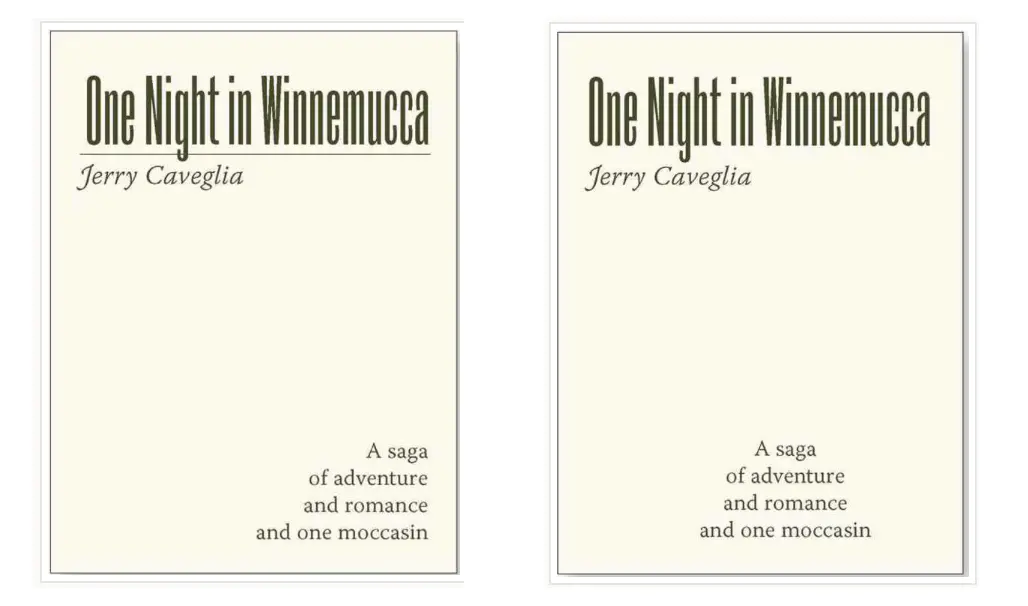 One Night in Winnemucca
Jerry Caveglia
A saga
of adventure
and romance
and one moccasin
One Night in Winnemucca
Jerry Caveglia
A saga
of adventure
and romance
and one moccasin